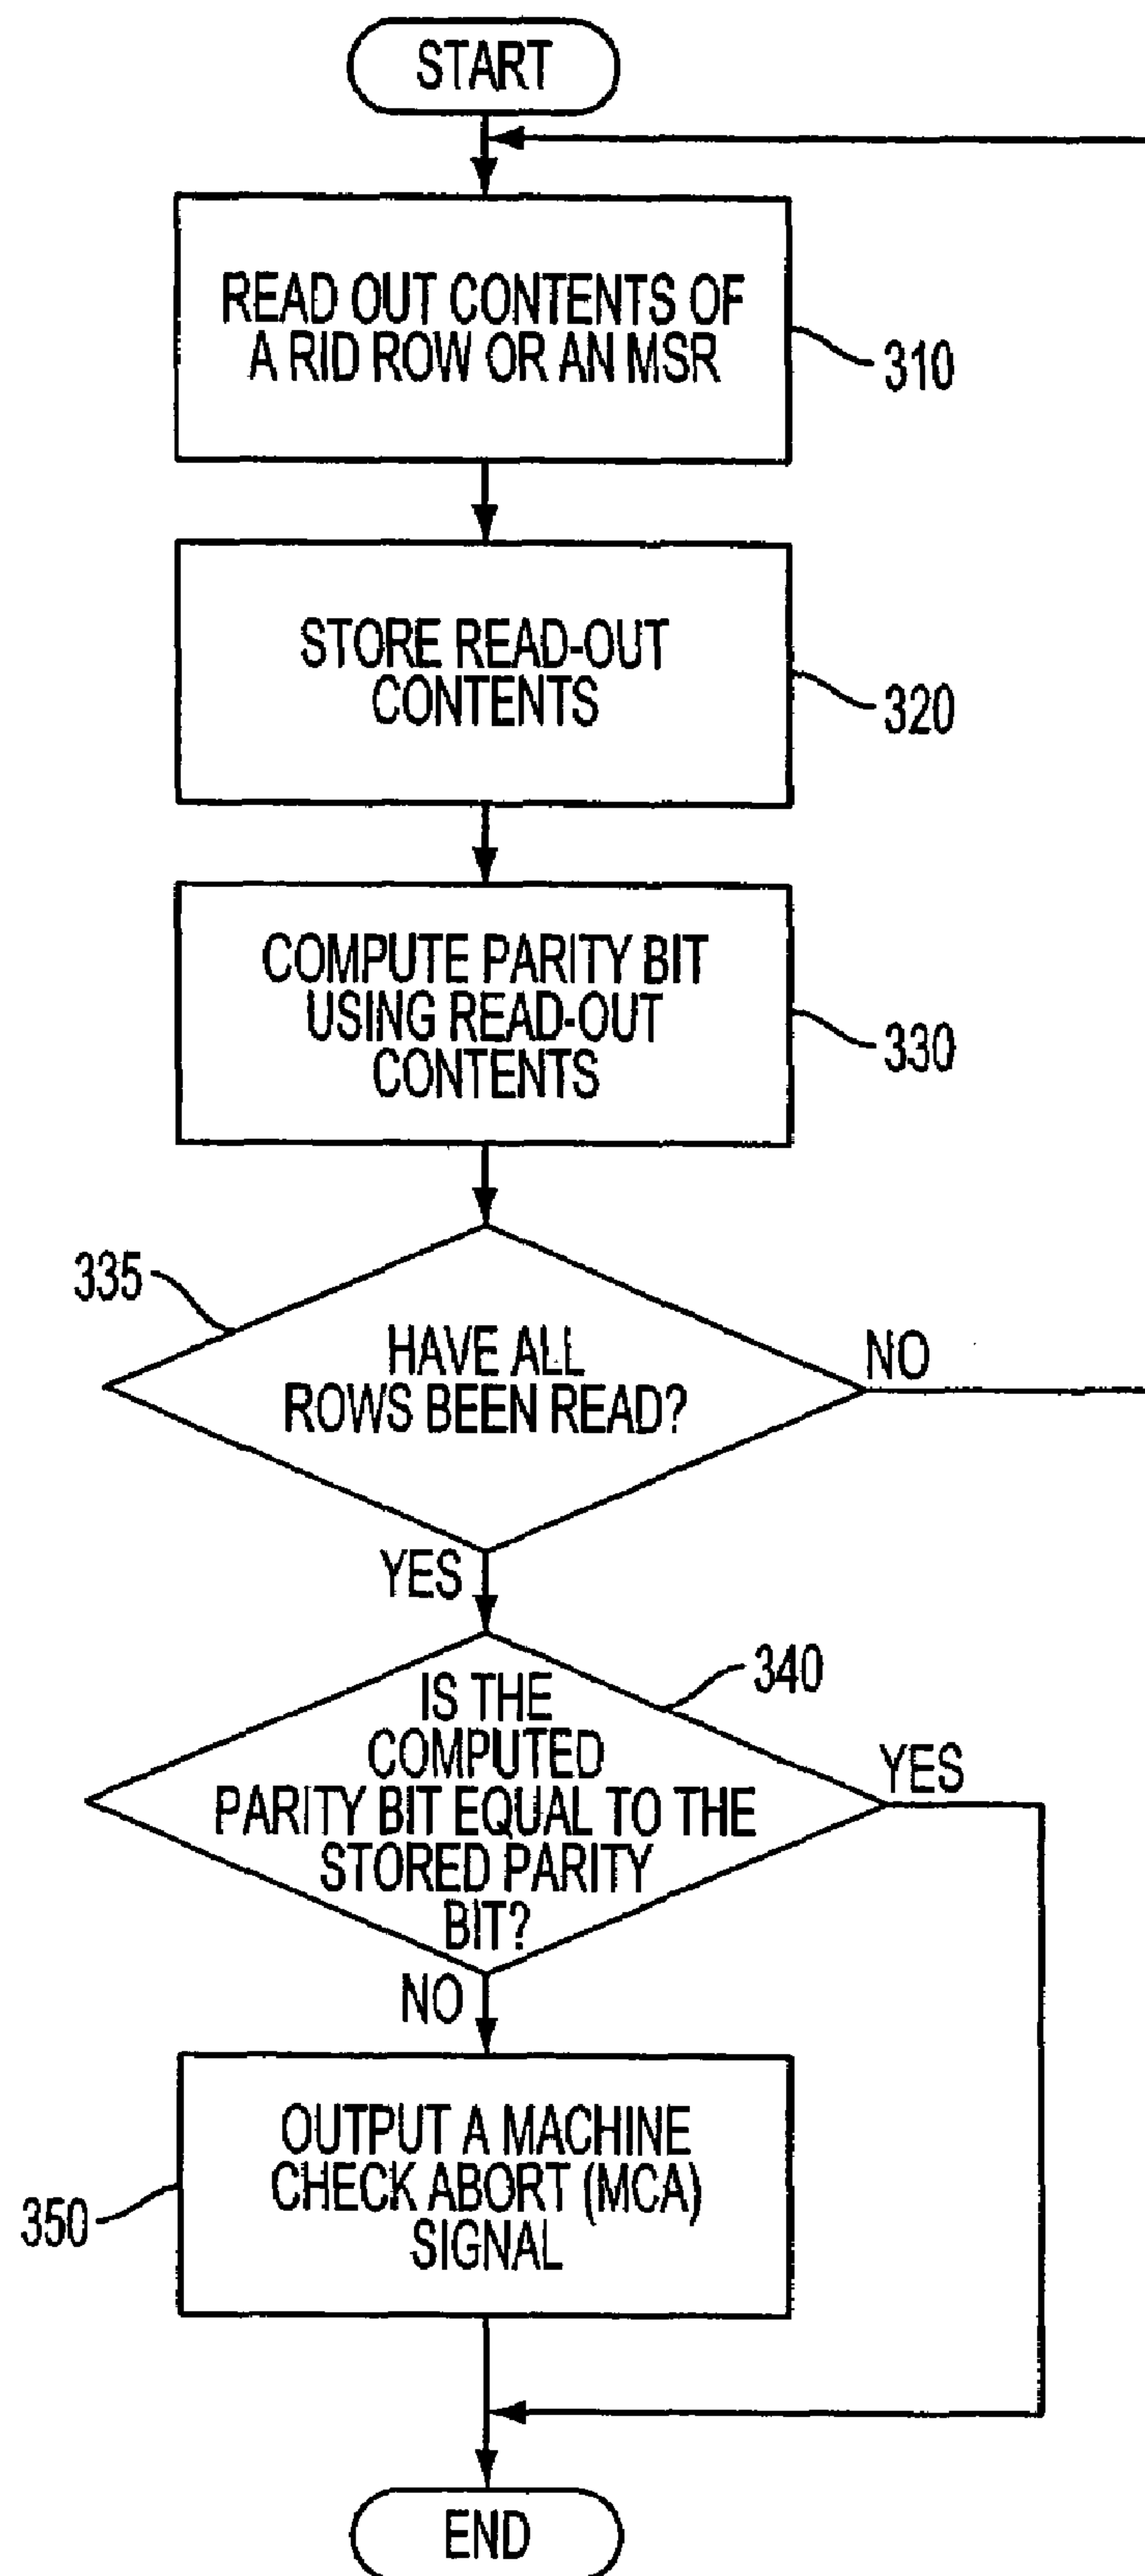 START
READ OUT CONTENTS OF
A RID ROW OR AN MSR
310
STORE READ-OUT
CONTENTS
320
COMPUTE PARITY BIT
USING READ-OUT
CONTENTS
330
335
HAVE ALL
ROWS BEEN READ?
NO
YES
340
IS THE
COMPUTED
PARITY BIT EQUAL TO THE
STORED PARITY
BIT?
YES
NO
OUTPUT A MACHINE
CHECK ABORT (MCA)
SIGNAL
350
END